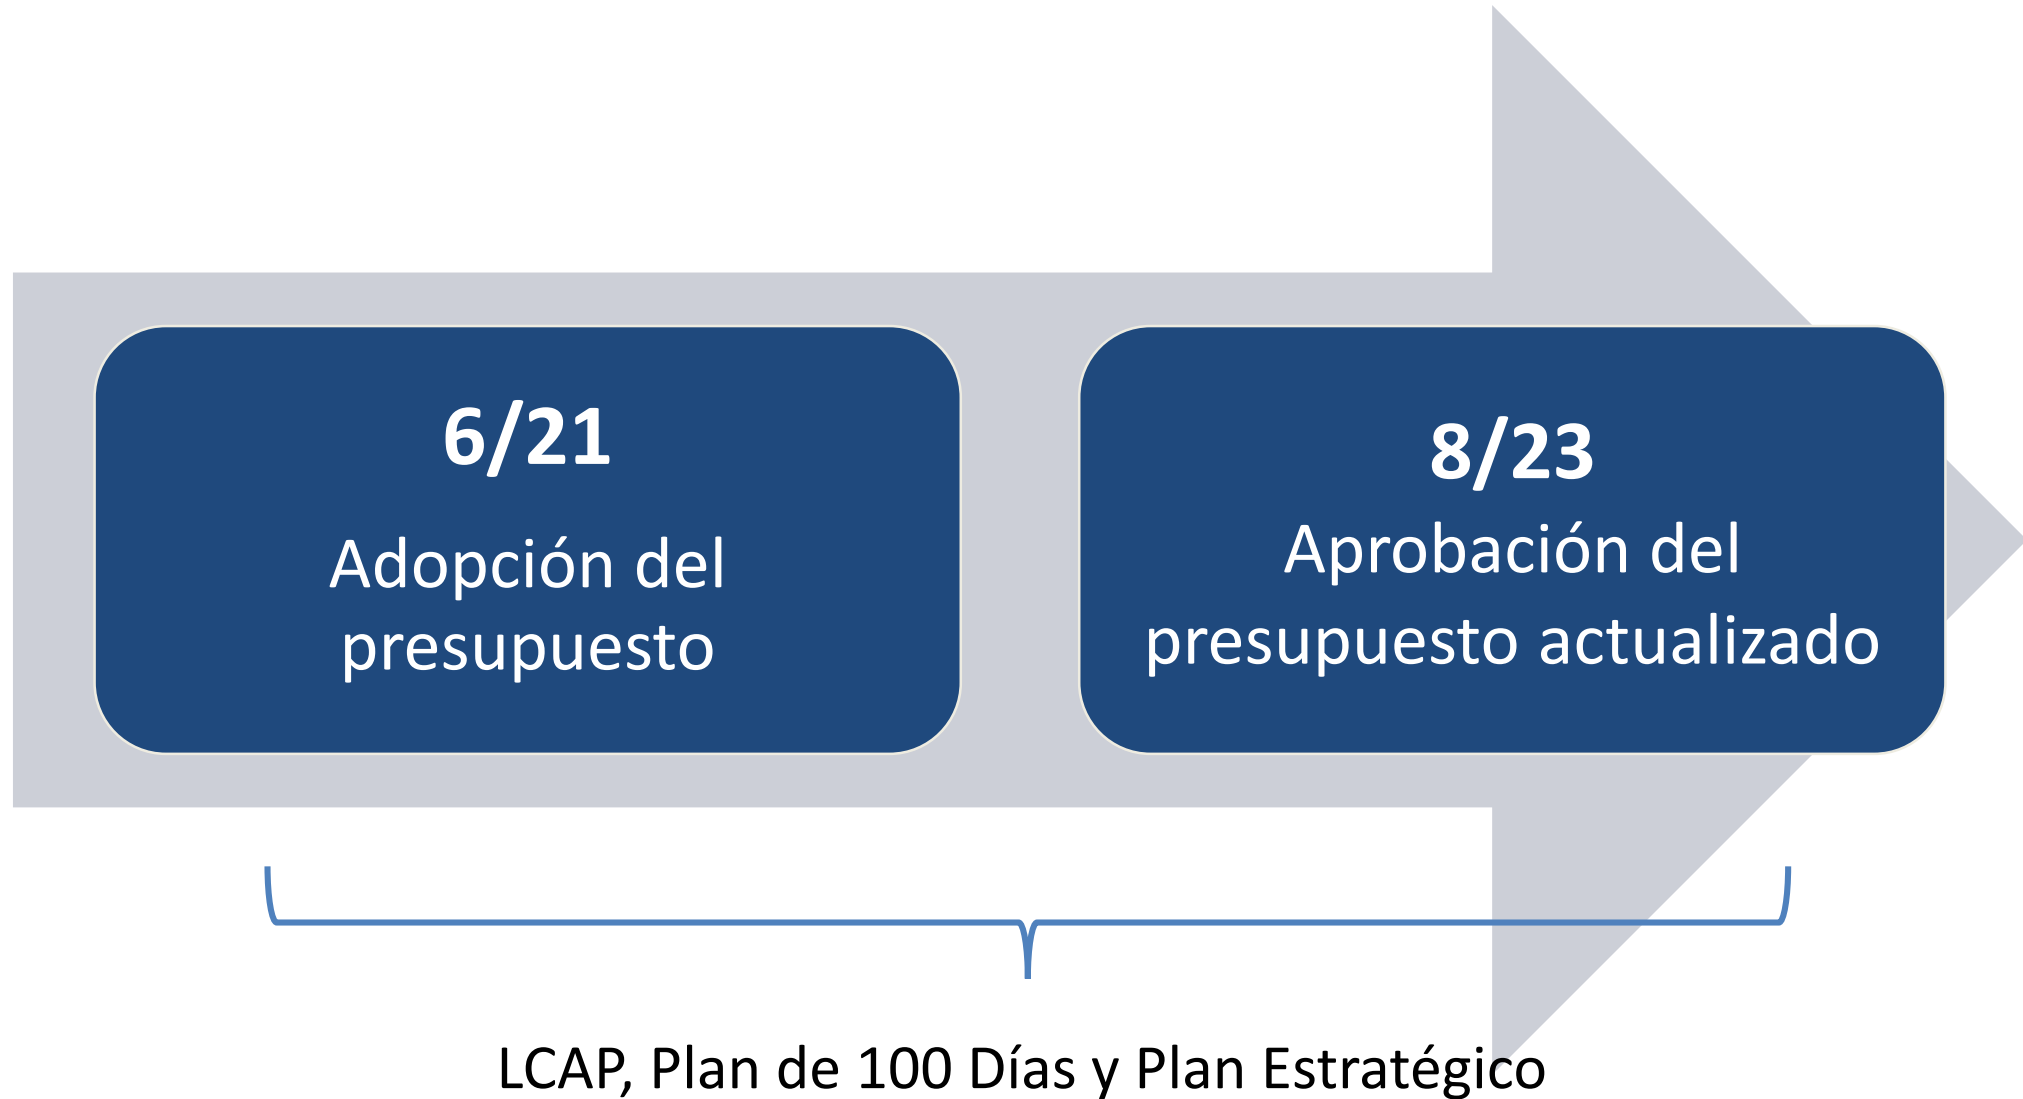 6/21
Adopción del
presupuesto
8/23
Aprobación del
presupuesto actualizado
LCAP, Plan de 100 Días y Plan Estratégico